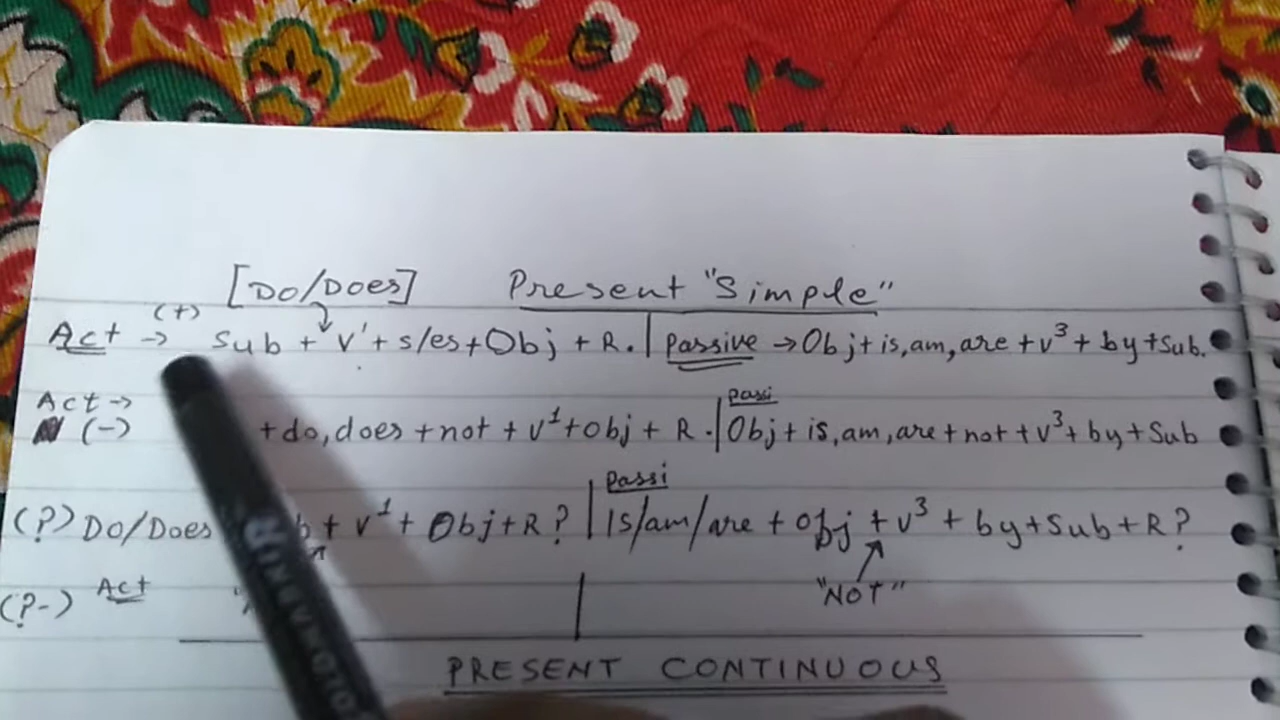 [DO/DOES] Present "Simple"
(+)
Act → Sub + V¹ + s/es + Obj + R. | Passive → Obj + is, am, are + v³ + by + Sub.
Act → passi
(-) + do, does + not + v¹ + obj + R. | Obj + is, am, are + not + v³ + by + Sub
passi
(?) DO/Does + v¹ + Obj + R ? | Is/am/are + obj + v³ + by + Sub + R ?
(?-) Act "NOT"
PRESENT CONTINUOUS